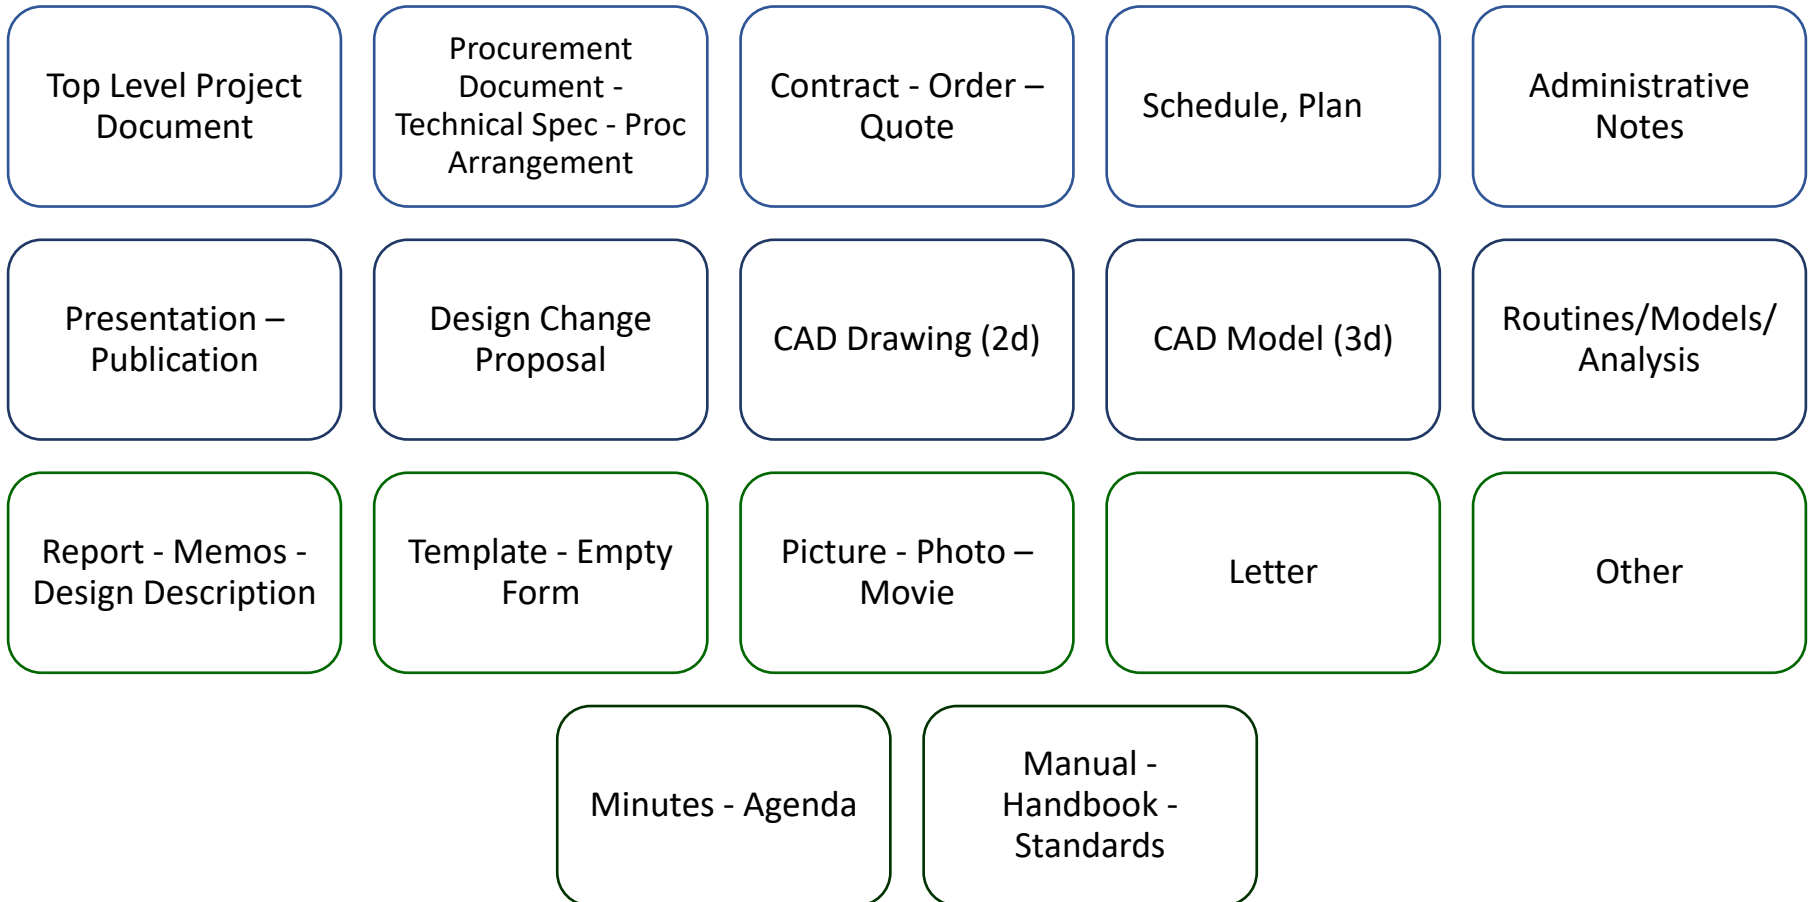 Top Level Project
Document
Procurement
Document -
Technical Spec - Proc
Arrangement
Contract - Order –
Quote
Schedule, Plan
Administrative
Notes
Presentation –
Publication
Design Change
Proposal
CAD Drawing (2d)
CAD Model (3d)
Routines/Models/
Analysis
Report - Memos -
Design Description
Template - Empty
Form
Picture - Photo –
Movie
Letter
Other
Minutes - Agenda
Manual -
Handbook -
Standards